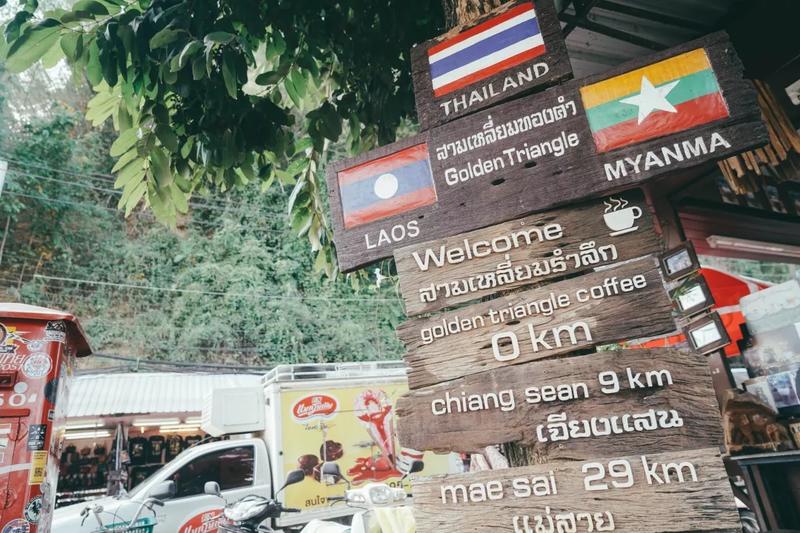 THAILAND
สามเหลี่ยมทองคำ
Golden Triangle
MYANMA
LAOS
Welcome
สามเหลี่ยมรำลึก
golden triangle coffee
0 km
chiang sean 9 km
เจียงแสน
mae sai 29 km
แม่สาย